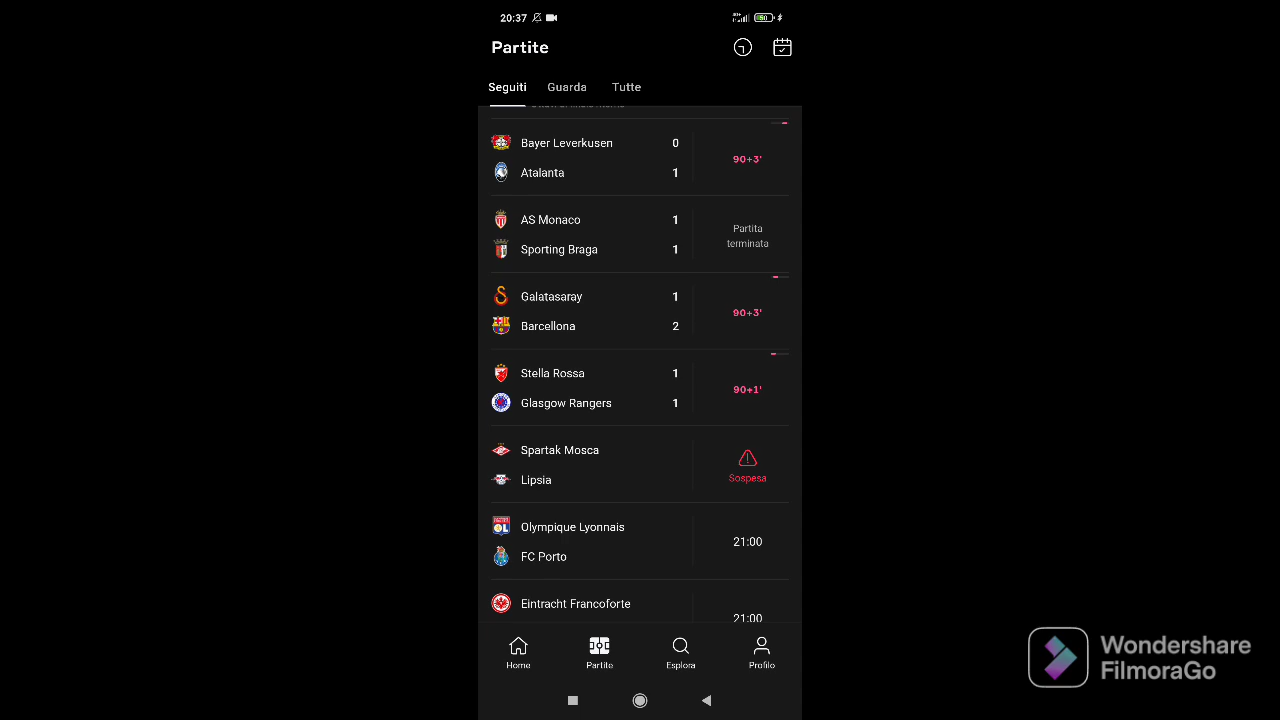 20:37
Partite
Seguiti Guarda Tutte
Bayer Leverkusen 0
90+3'
Atalanta 1
AS Monaco 1
Partita
terminata
Sporting Braga 1
Galatasaray 1
90+3'
Barcellona 2
Stella Rossa 1
90+1'
Glasgow Rangers 1
Spartak Mosca
Sospesa
Lipsia
Olympique Lyonnais
21:00
FC Porto
Eintracht Francoforte
21:00
Home Partite Esplora Profilo
Wondershare
FilmoraGo